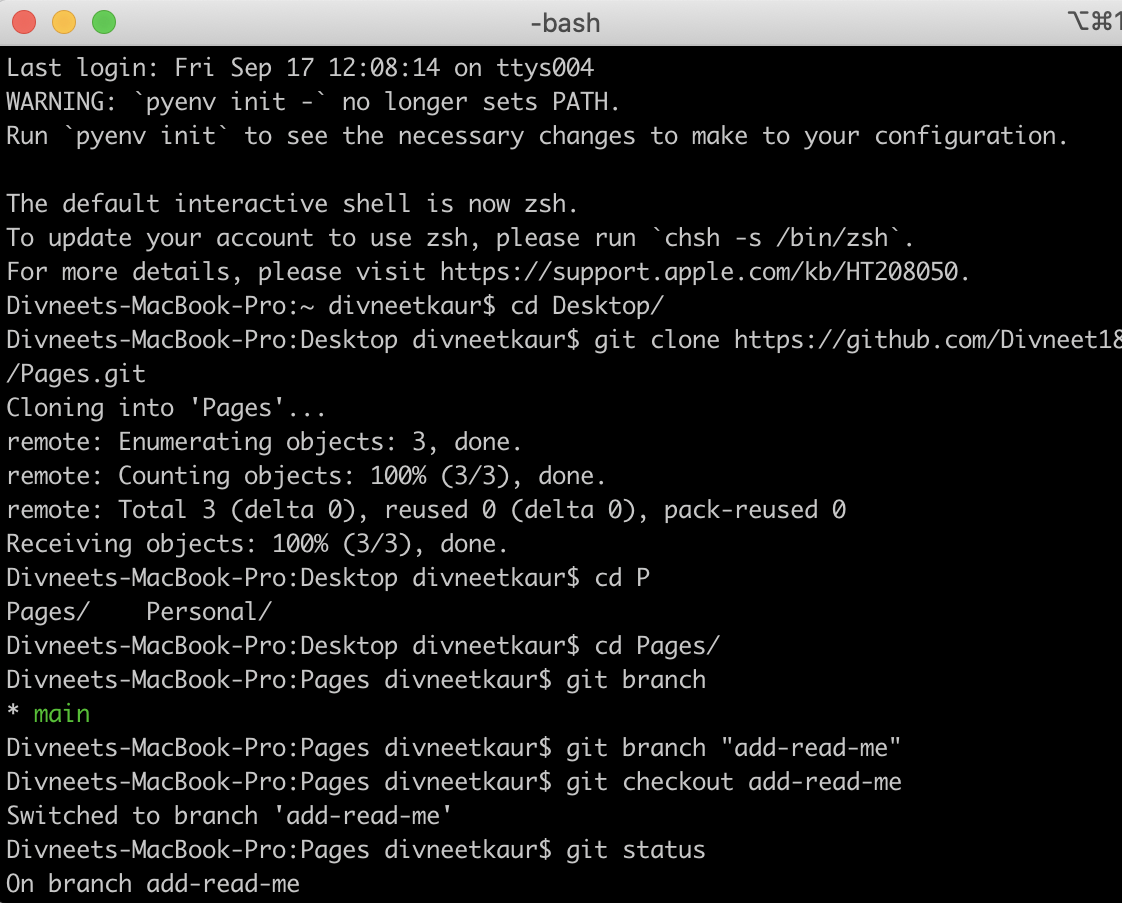 -bash
⌥⌘1
Last login: Fri Sep 17 12:08:14 on ttys004
WARNING: `pyenv init -` no longer sets PATH.
Run `pyenv init` to see the necessary changes to make to your configuration.
The default interactive shell is now zsh.
To update your account to use zsh, please run `chsh -s /bin/zsh`.
For more details, please visit https://support.apple.com/kb/HT208050.
Divneets-MacBook-Pro:~ divneetkaur$ cd Desktop/
Divneets-MacBook-Pro:Desktop divneetkaur$ git clone https://github.com/Divneet18
/Pages.git
Cloning into 'Pages'...
remote: Enumerating objects: 3, done.
remote: Counting objects: 100% (3/3), done.
remote: Total 3 (delta 0), reused 0 (delta 0), pack-reused 0
Receiving objects: 100% (3/3), done.
Divneets-MacBook-Pro:Desktop divneetkaur$ cd P
Pages/    Personal/
Divneets-MacBook-Pro:Desktop divneetkaur$ cd Pages/
Divneets-MacBook-Pro:Pages divneetkaur$ git branch
* main
Divneets-MacBook-Pro:Pages divneetkaur$ git branch "add-read-me"
Divneets-MacBook-Pro:Pages divneetkaur$ git checkout add-read-me
Switched to branch 'add-read-me'
Divneets-MacBook-Pro:Pages divneetkaur$ git status
On branch add-read-me